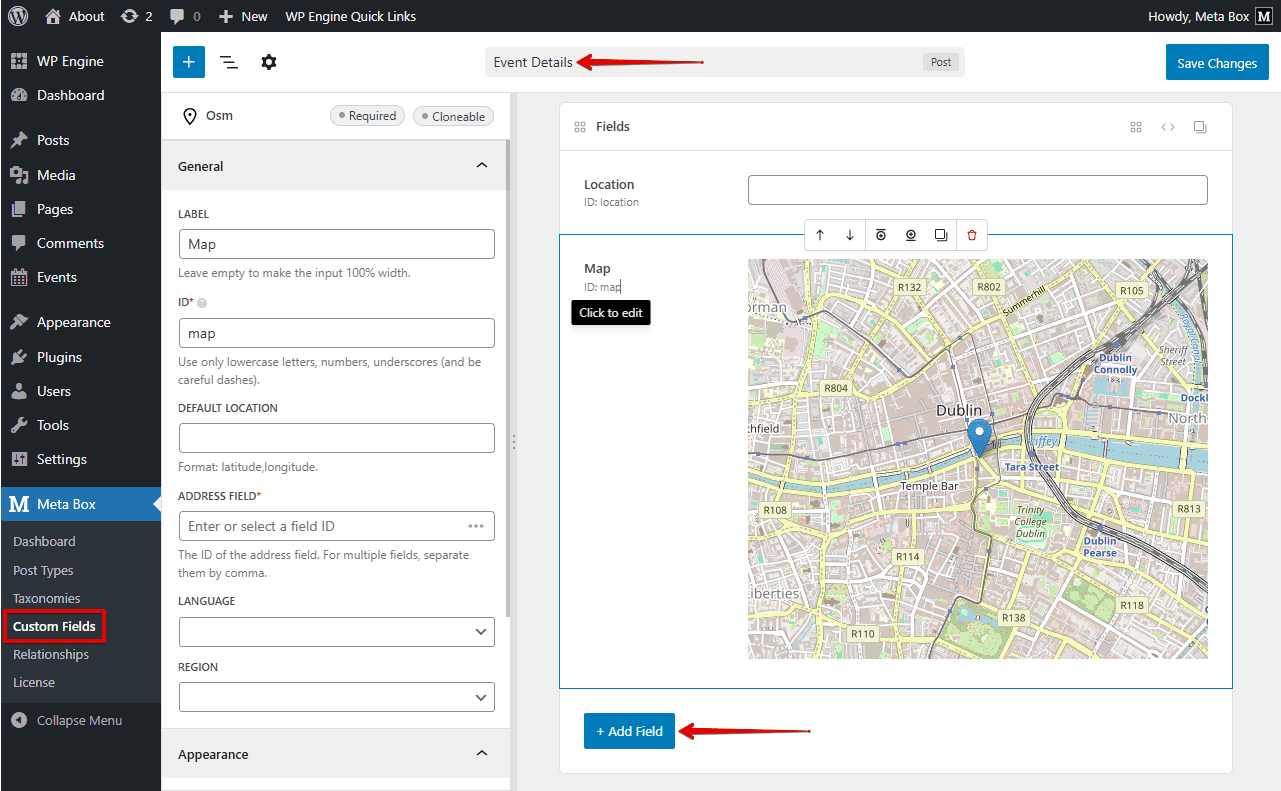 About
2
0
New
WP Engine Quick Links
Howdy, Meta Box
WP Engine
Dashboard
Posts
Media
Pages
Comments
Events
Appearance
Plugins
Users
Tools
Settings
Meta Box
Dashboard
Post Types
Taxonomies
Custom Fields
Relationships
License
Collapse Menu
Event Details
Post
Save Changes
Osm
Required
Cloneable
General
LABEL
Map
Leave empty to make the input 100% width.
ID*
map
Use only lowercase letters, numbers, underscores (and be
careful dashes).
DEFAULT LOCATION
Format: latitude,longitude.
ADDRESS FIELD*
Enter or select a field ID
The ID of the address field. For multiple fields, separate
them by comma.
LANGUAGE
REGION
Appearance
Fields
Location
ID: location
Map
ID: map
Click to edit
R132
R802
Summerhill
R105
orman
Royal Canal
Sheriff
Street
Dublin
Connolly
R804
Dockl
Dublin
North
thfield
Liffey
Tara Street
Temple Bar
R108
Trinity
College
Dublin
R813
Dublin
Pearse
R114
Liberties
R118
R138
R110
+ Add Field